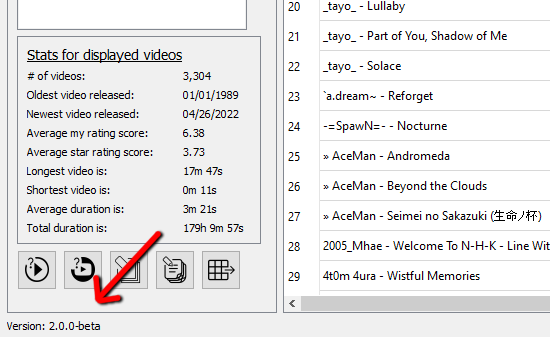 Stats for displayed videos
# of videos: 3,304
Oldest video released: 01/01/1989
Newest video released: 04/26/2022
Average my rating score: 6.38
Average star rating score: 3.73
Longest video is: 17m 47s
Shortest video is: 0m 11s
Average duration is: 3m 21s
Total duration is: 179h 9m 57s
Version: 2.0.0-beta
20 _tayo_ - Lullaby
21 _tayo_ - Part of You, Shadow of Me
22 _tayo_ - Solace
23 `a.dream~ - Reforget
24 -=SpawN=- - Nocturne
25 » AceMan - Andromeda
26 » AceMan - Beyond the Clouds
27 » AceMan - Seimei no Sakazuki (生命ノ杯)
28 2005_Mhae - Welcome To N-H-K - Line Wit
29 4t0m 4ura - Wistful Memories